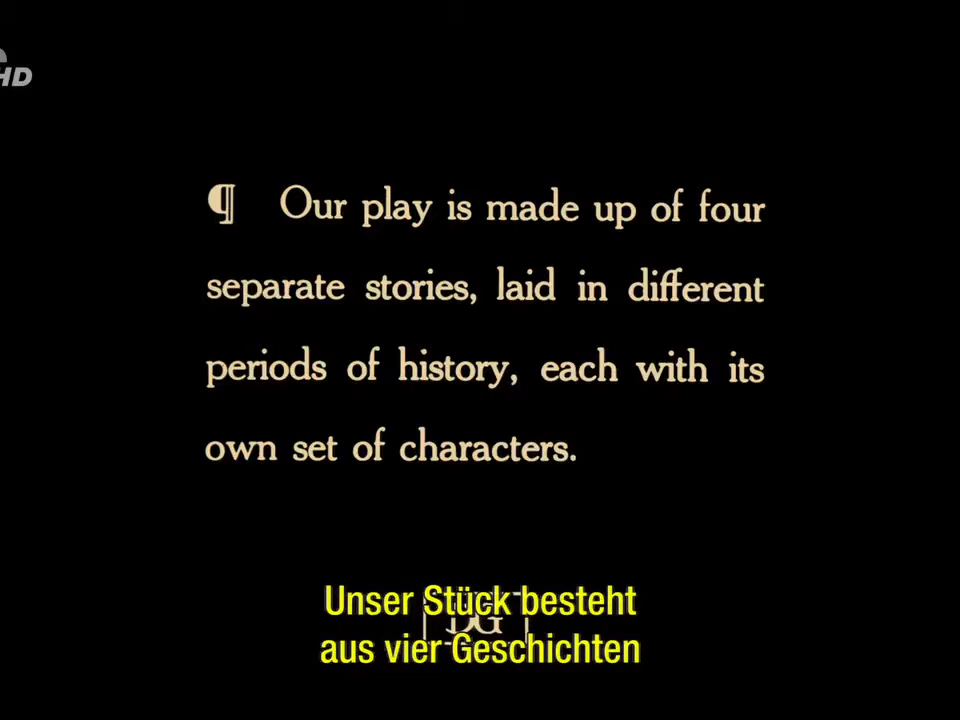 HD
¶ Our play is made up of four
separate stories, laid in different
periods of history, each with its
own set of characters.
DG
Unser Stück besteht
aus vier Geschichten